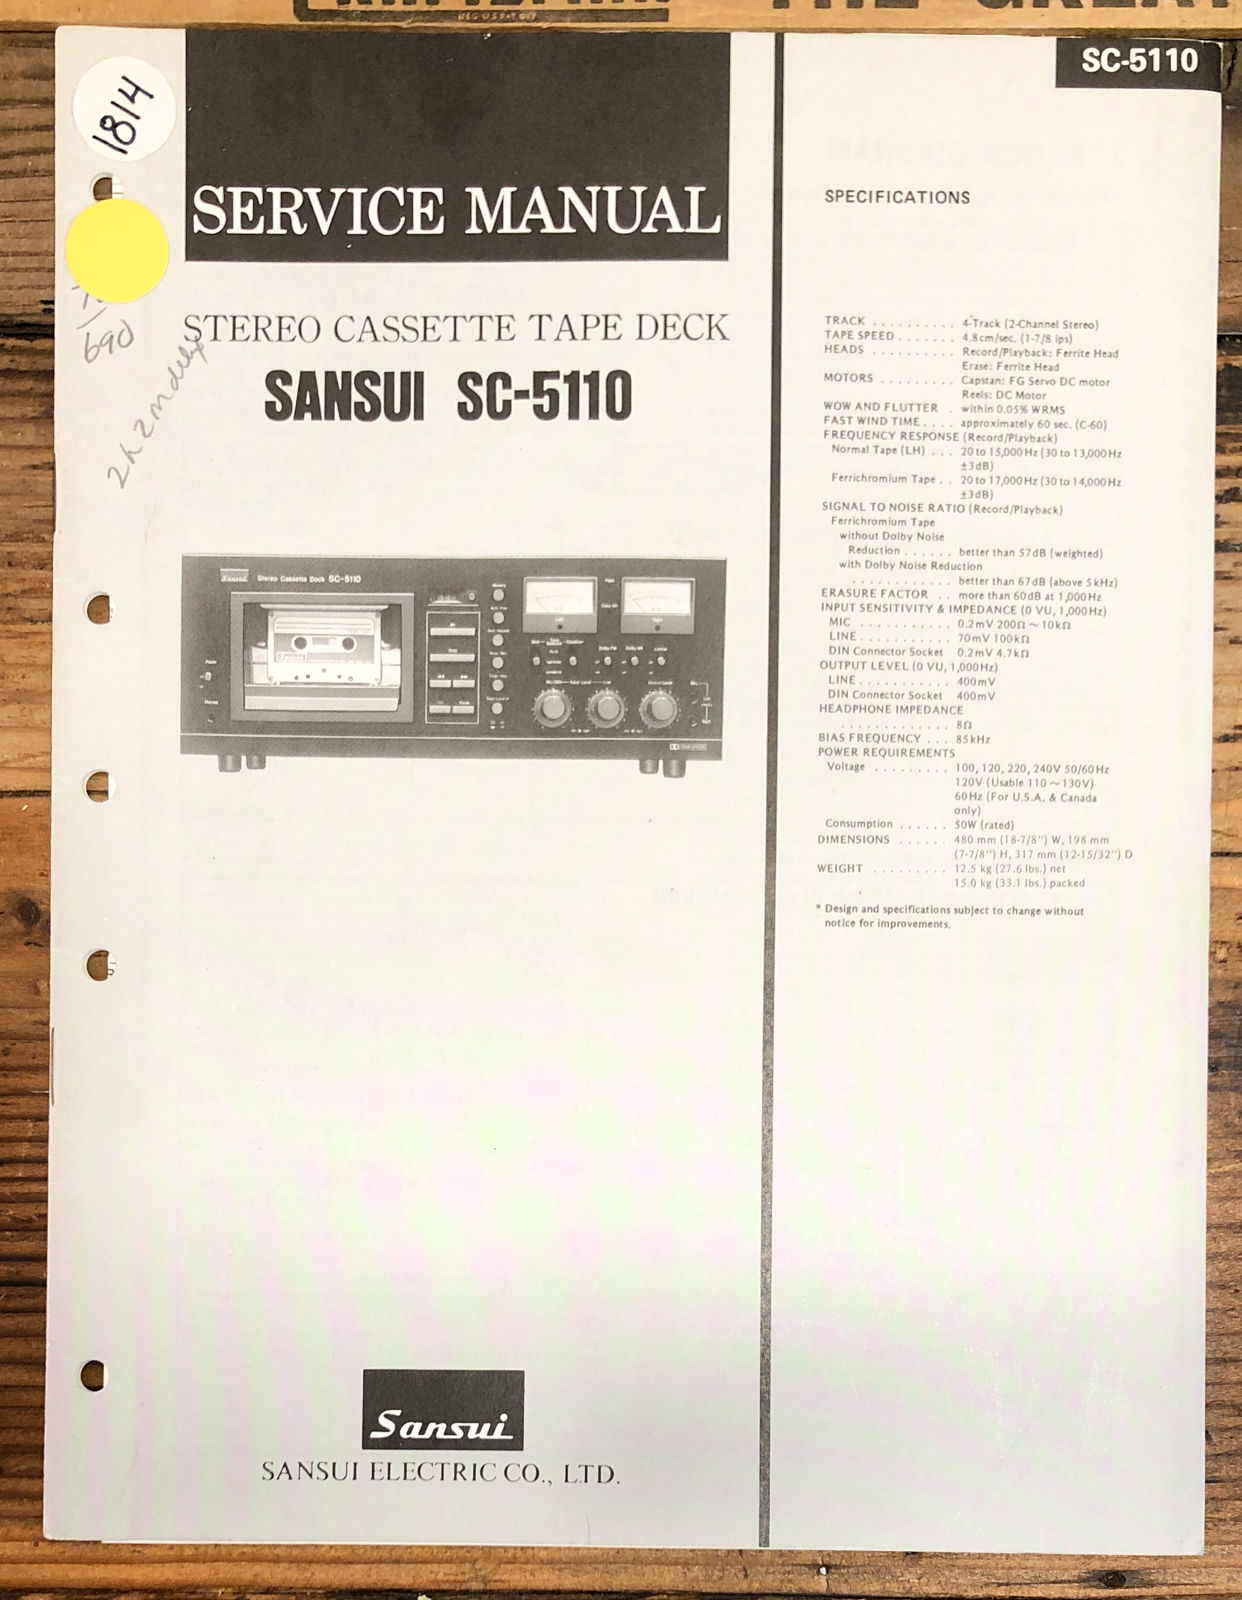 1814
690
SERVICE MANUAL
STEREO CASSETTE TAPE DECK
SANSUI SC-5110
Sansui Stereo Cassette Deck SC-5110
Sansui
SANSUI ELECTRIC CO., LTD.
SC-5110
SPECIFICATIONS
TRACK . . . . . . . . . . 4-Track (2-Channel Stereo)
TAPE SPEED . . . . . . . 4.8cm/sec. (1-7/8 ips)
HEADS . . . . . . . . . . Record/Playback: Ferrite Head
Erase: Ferrite Head
MOTORS . . . . . . . . . Capstan: FG Servo DC motor
Reels: DC Motor
WOW AND FLUTTER . within 0.05% WRMS
FAST WIND TIME . . . . approximately 60 sec. (C-60)
FREQUENCY RESPONSE (Record/Playback)
Normal Tape (LH) . . . 20 to 15,000Hz (30 to 13,000Hz
±3dB)
Ferrichromium Tape . . 20 to 17,000Hz (30 to 14,000Hz
±3dB)
SIGNAL TO NOISE RATIO (Record/Playback)
Ferrichromium Tape
without Dolby Noise
Reduction . . . . . . better than 57dB (weighted)
with Dolby Noise Reduction
. . . . . . . . . . . . better than 67dB (above 5kHz)
ERASURE FACTOR . . more than 60dB at 1,000Hz
INPUT SENSITIVITY & IMPEDANCE (0 VU, 1,000Hz)
MIC . . . . . . . . . . . 0.2mV 200Ω ~ 10kΩ
LINE . . . . . . . . . . . 70mV 100kΩ
DIN Connector Socket 0.2mV 4.7kΩ
OUTPUT LEVEL (0 VU, 1,000Hz)
LINE . . . . . . . . . . . 400mV
DIN Connector Socket 400mV
HEADPHONE IMPEDANCE
. . . . . . . . . . . . . 8Ω
BIAS FREQUENCY . . . 85kHz
POWER REQUIREMENTS
Voltage . . . . . . . . . 100, 120, 220, 240V 50/60Hz
120V (Usable 110 ~ 130V)
60Hz (For U.S.A. & Canada
only)
Consumption . . . . . . 50W (rated)
DIMENSIONS . . . . . . 480 mm (18-7/8") W, 198 mm
(7-7/8") H, 317 mm (12-15/32") D
WEIGHT . . . . . . . . . 12.5 kg (27.6 lbs.) net
15.0 kg (33.1 lbs.) packed
* Design and specifications subject to change without
notice for improvements.